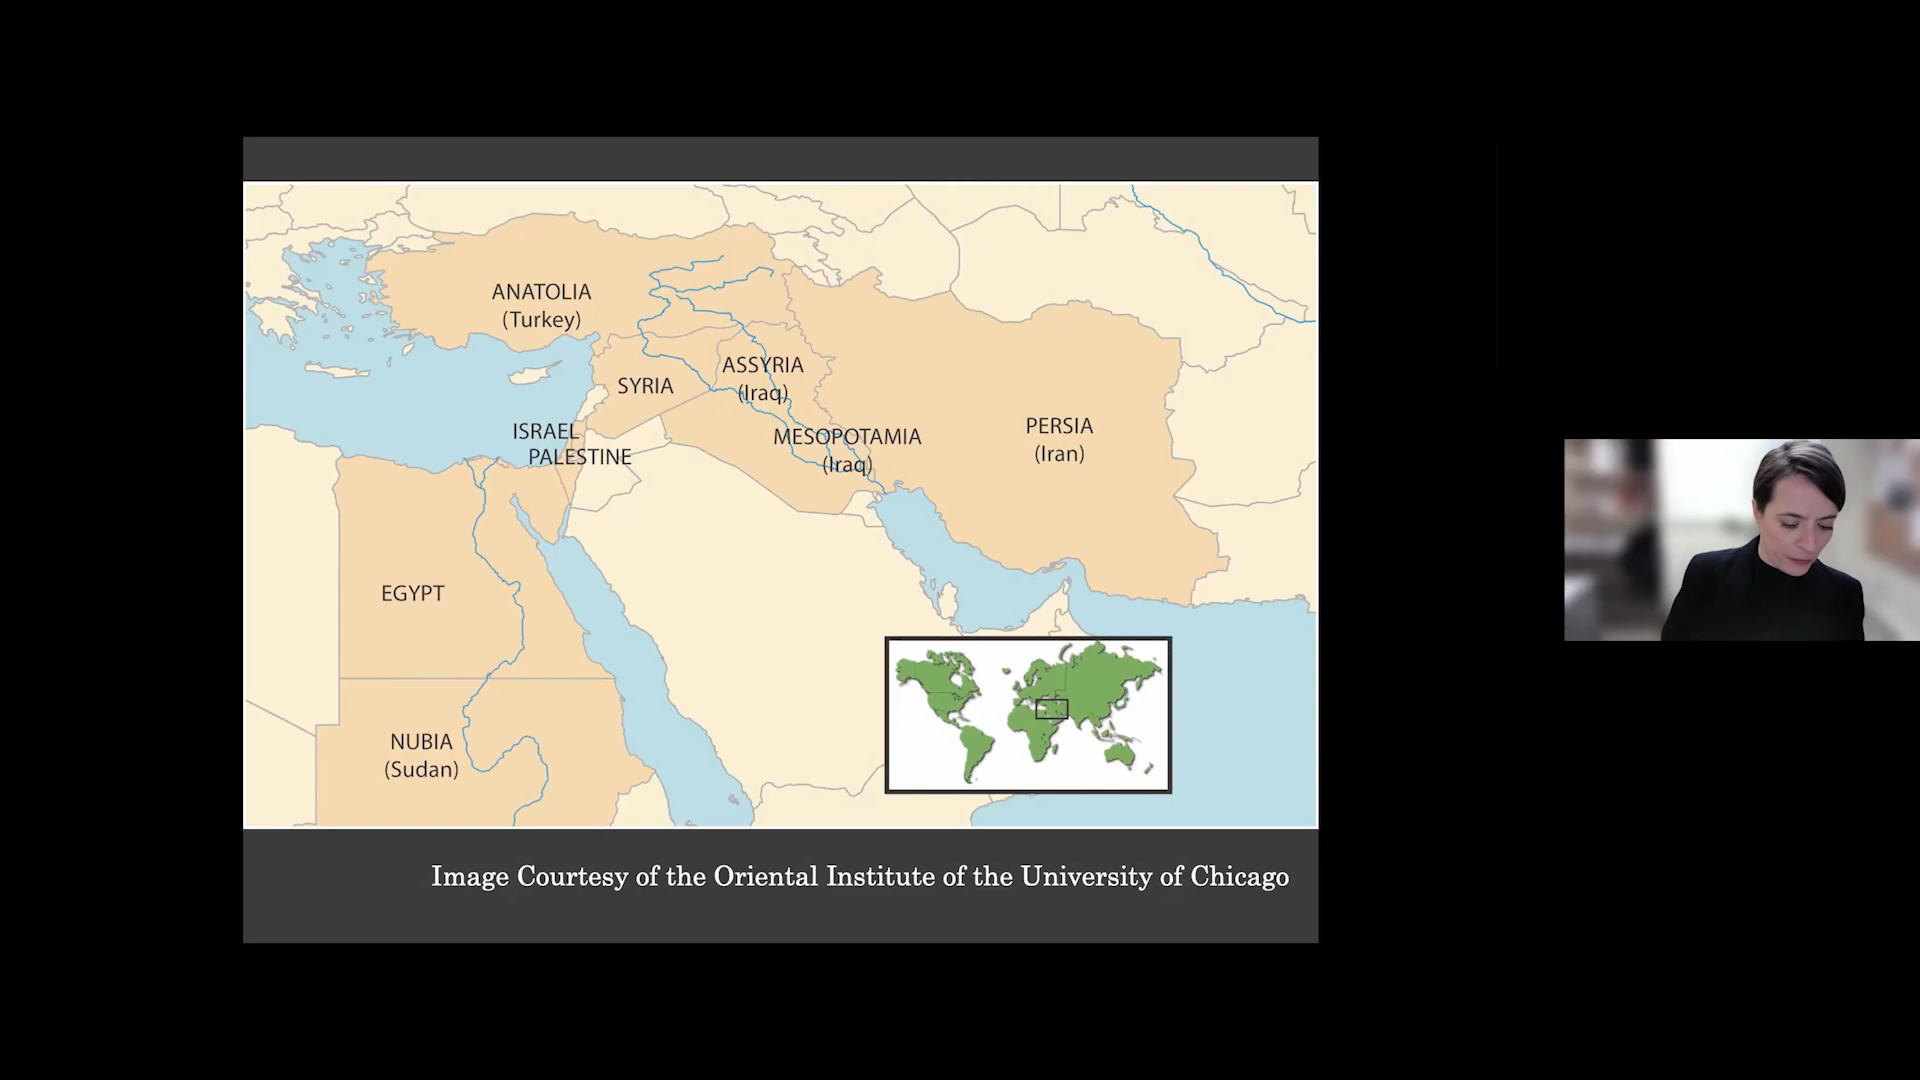 ANATOLIA
(Turkey)
SYRIA
ASSYRIA
(Iraq)
ISRAEL
PALESTINE
MESOPOTAMIA
(Iraq)
PERSIA
(Iran)
EGYPT
NUBIA
(Sudan)
Image Courtesy of the Oriental Institute of the University of Chicago